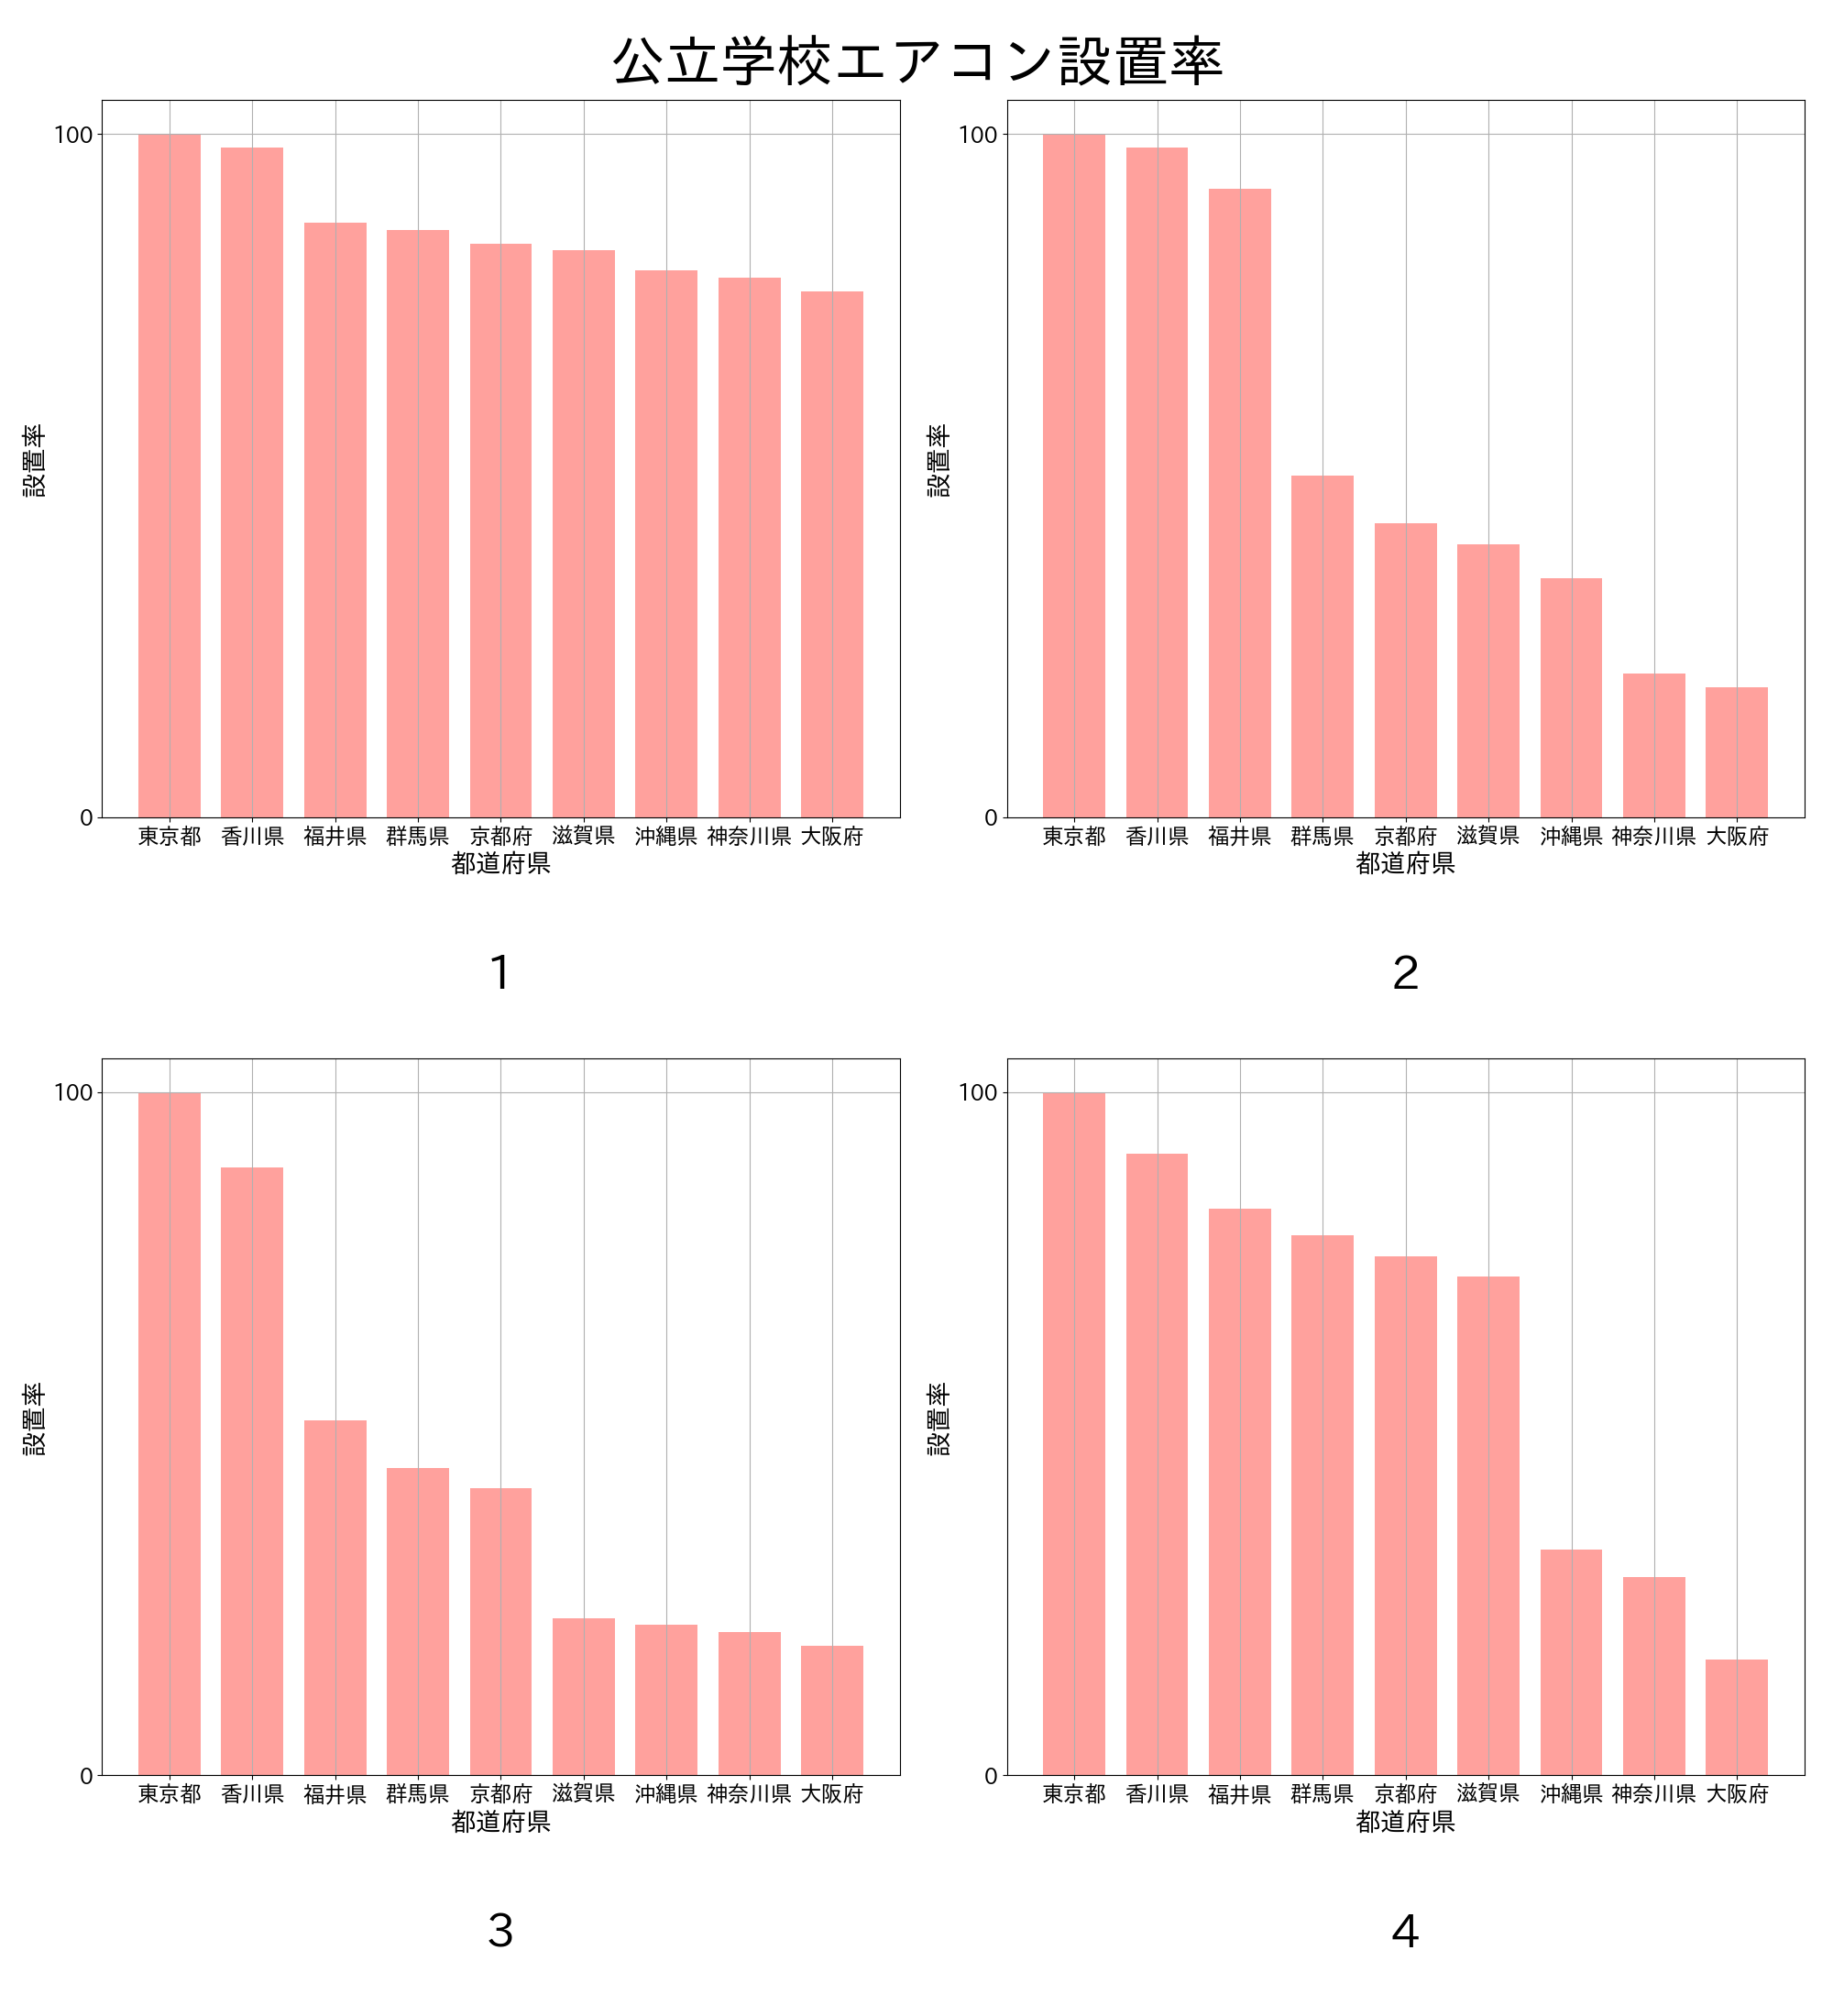 公立学校エアコン設置率
100
設置率
0
東京都 香川県 福井県 群馬県 京都府 滋賀県 沖縄県 神奈川県 大阪府
都道府県
1
100
設置率
0
東京都 香川県 福井県 群馬県 京都府 滋賀県 沖縄県 神奈川県 大阪府
都道府県
2
100
設置率
0
東京都 香川県 福井県 群馬県 京都府 滋賀県 沖縄県 神奈川県 大阪府
都道府県
3
100
設置率
0
東京都 香川県 福井県 群馬県 京都府 滋賀県 沖縄県 神奈川県 大阪府
都道府県
4